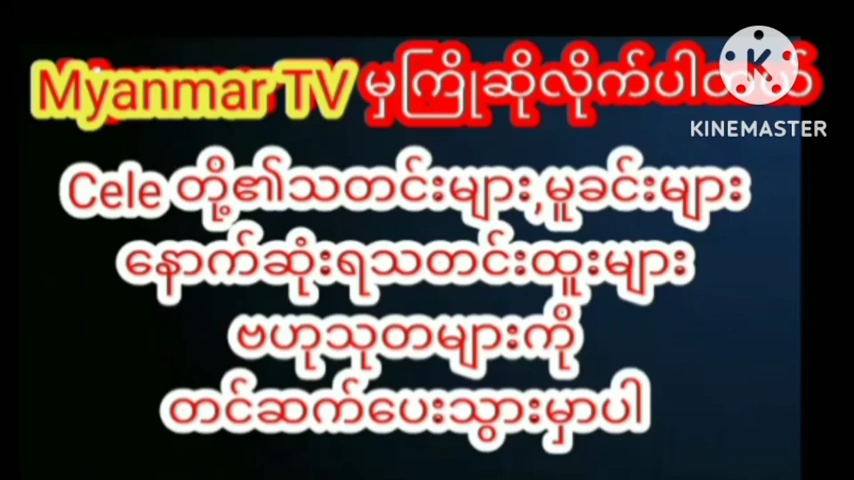 Myanmar TV မှကြိုဆိုလိုက်ပါတယ်
KINEMASTER
Cele တို့၏သတင်းများ,မူခင်းများ
နောက်ဆုံးရသတင်းထူးများ
ဗဟုသုတများကို
တင်ဆက်ပေးသွားမှာပါ